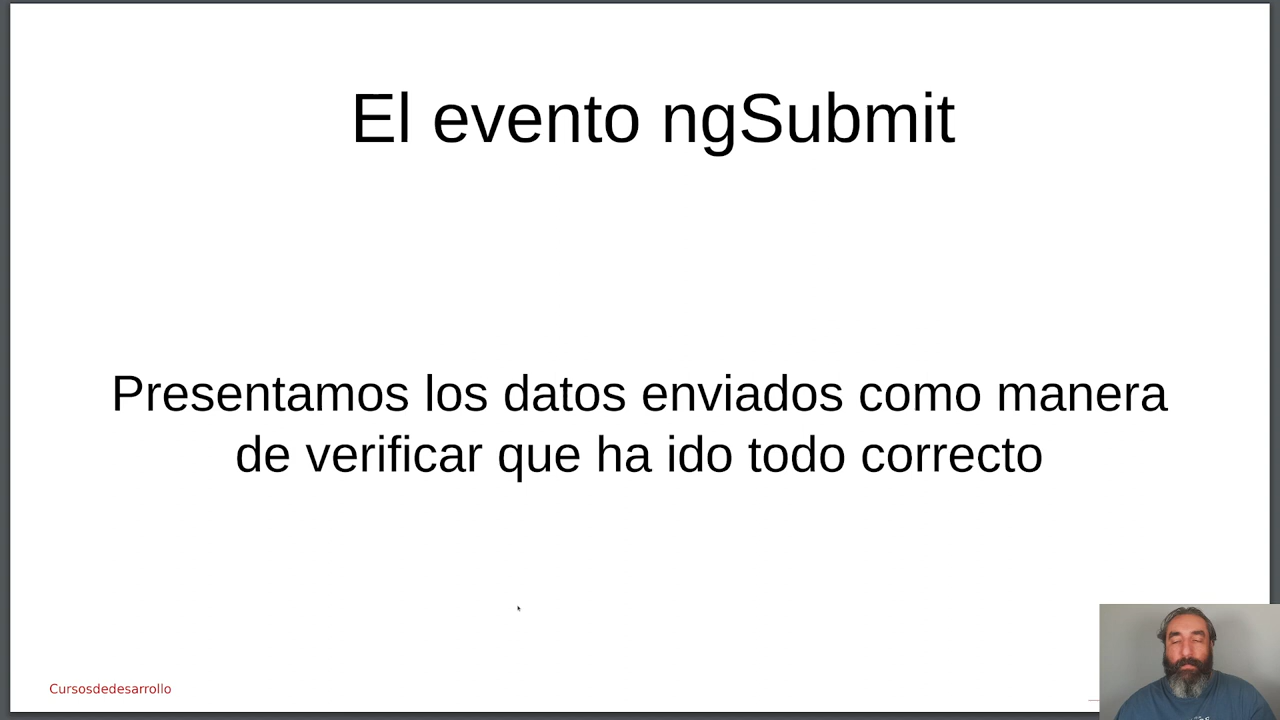 El evento ngSubmit
Presentamos los datos enviados como manera
de verificar que ha ido todo correcto
Cursosdedesarrollo